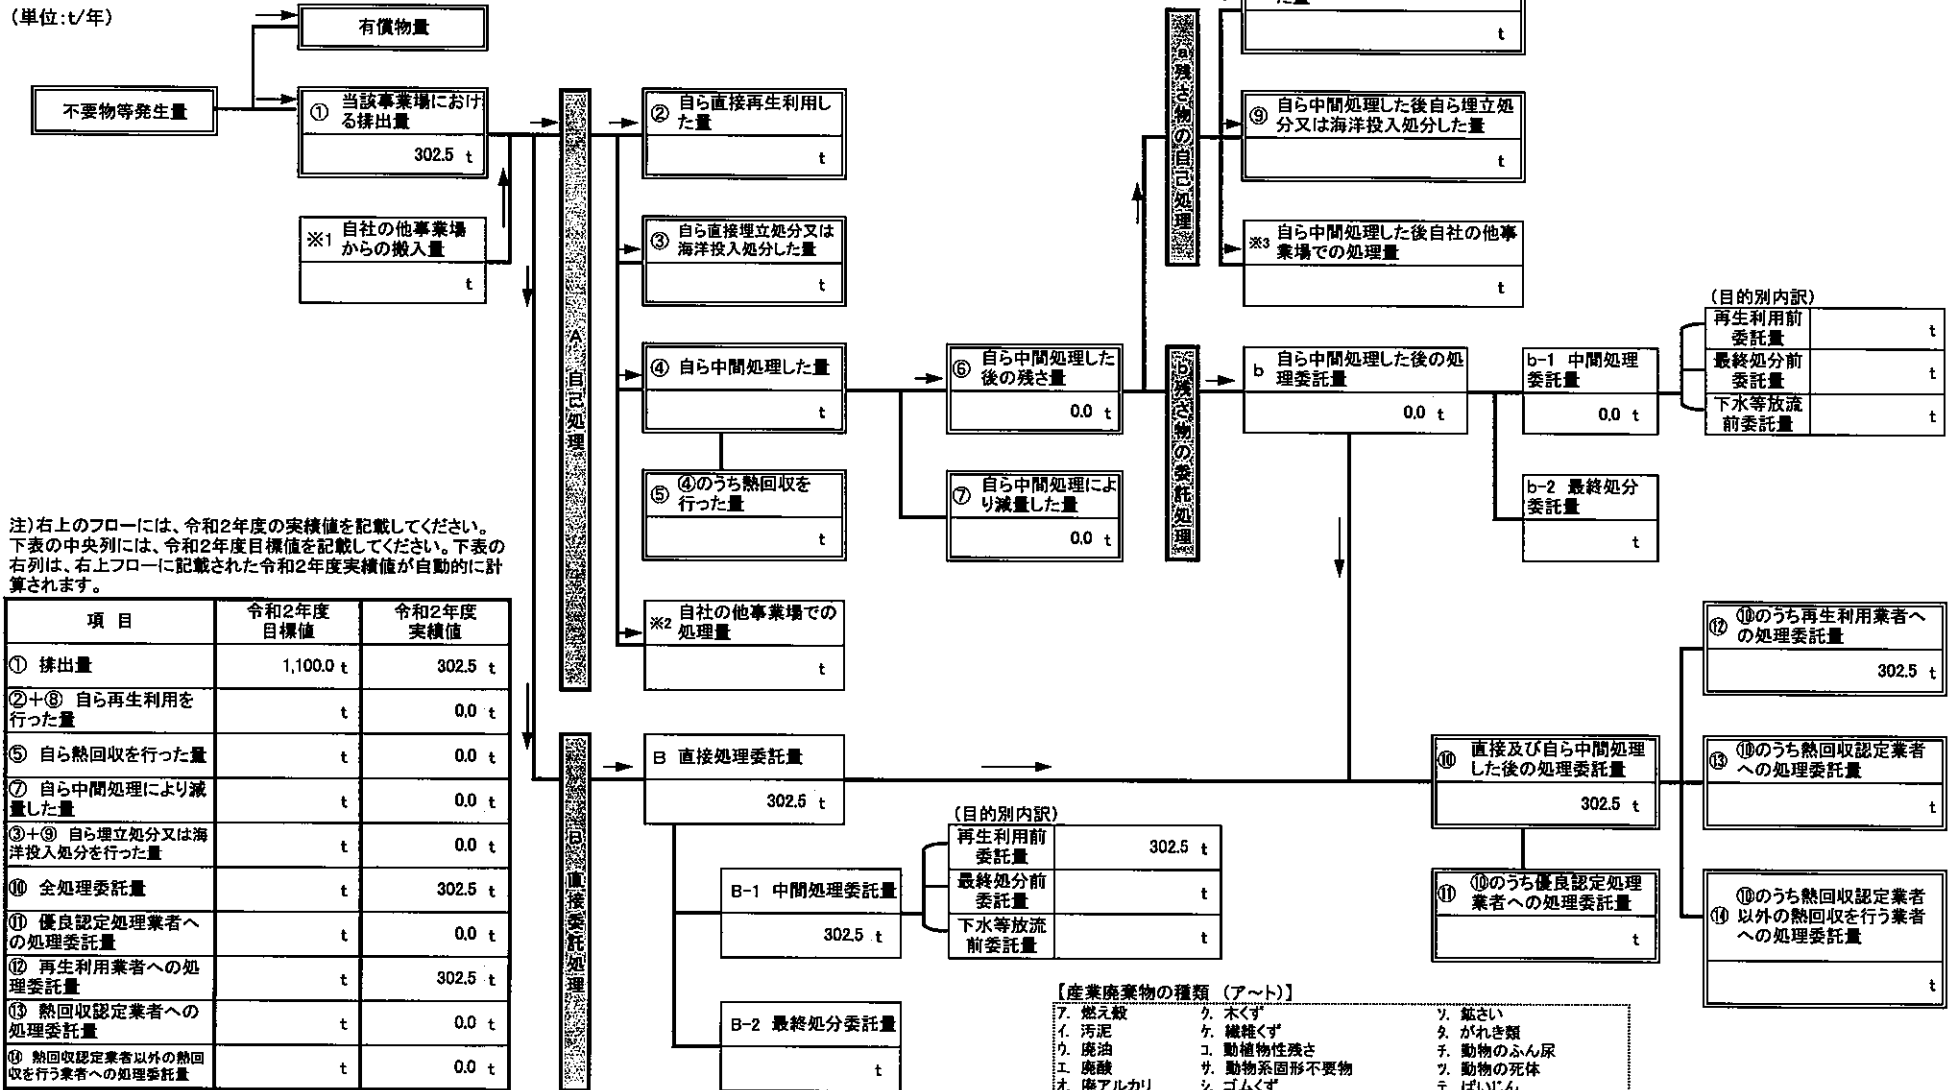 (単位:t/年)
有償物量
不要物等発生量
① 当該事業場におけ
る排出量
302.5 t
※1 自社の他事業場
からの搬入量
t
A 自己処理
② 自ら直接再生利用し
た量
t
③ 自ら直接埋立処分又は
海洋投入処分した量
t
④ 自ら中間処理した量
t
⑤ ④のうち熱回収を
行った量
t
※2 自社の他事業場での
処理量
t
⑥ 自ら中間処理した
後の残さ量
0.0 t
⑦ 自ら中間処理によ
り減量した量
0.0 t
a残さ物の自己処理
t
⑨ 自ら中間処理した後自ら埋立処
分又は海洋投入処分した量
t
※3 自ら中間処理した後自社の他事
業場での処理量
t
b残さ物の委託処理
b 自ら中間処理した後の処
理委託量
0.0 t
b-1 中間処理
委託量
0.0 t
(目的別内訳)
再生利用前
委託量 t
最終処分前
委託量 t
下水等放流
前委託量 t
b-2 最終処分
委託量
t
注)右上のフローには、令和2年度の実績値を記載してください。
下表の中央列には、令和2年度目標値を記載してください。下表の
右列は、右上フローに記載された令和2年度実績値が自動的に計
算されます。
項 目 令和2年度 令和2年度
目標値 実績値
① 排出量 1,100.0 t 302.5 t
②+⑧ 自ら再生利用を
行った量 t 0.0 t
⑤ 自ら熱回収を行った量 t 0.0 t
⑦ 自ら中間処理により減
量した量 t 0.0 t
③+⑨ 自ら埋立処分又は海
洋投入処分を行った量 t 0.0 t
⑩ 全処理委託量 t 302.5 t
⑪ 優良認定処理業者へ
の処理委託量 t 0.0 t
⑫ 再生利用業者への処
理委託量 t 302.5 t
⑬ 熱回収認定業者への
処理委託量 t 0.0 t
⑭ 熱回収認定業者以外の熱回
収を行う業者への処理委託量 t 0.0 t
B 直接委託処理
B 直接処理委託量
302.5 t
B-1 中間処理委託量
302.5 t
(目的別内訳)
再生利用前
委託量 302.5 t
最終処分前
委託量 t
下水等放流
前委託量 t
B-2 最終処分委託量
t
⑩ 直接及び自ら中間処理
した後の処理委託量
302.5 t
⑪ ⑩のうち優良認定処理
業者への処理委託量
t
⑫ ⑩のうち再生利用業者へ
の処理委託量
302.5 t
⑬ ⑩のうち熱回収認定業者
への処理委託量
t
⑭ ⑩のうち熱回収認定業者
以外の熱回収を行う業者
への処理委託量
t
【産業廃棄物の種類 (ア～ト)】
ア. 燃え殻 ク. 木くず ソ. 鉱さい
イ. 汚泥 ケ. 繊維くず タ. がれき類
ウ. 廃油 コ. 動植物性残さ チ. 動物のふん尿
エ. 廃酸 サ. 動物系固形不要物 ツ. 動物の死体
オ. 廃アルカリ シ. ゴムくず テ. ばいじん